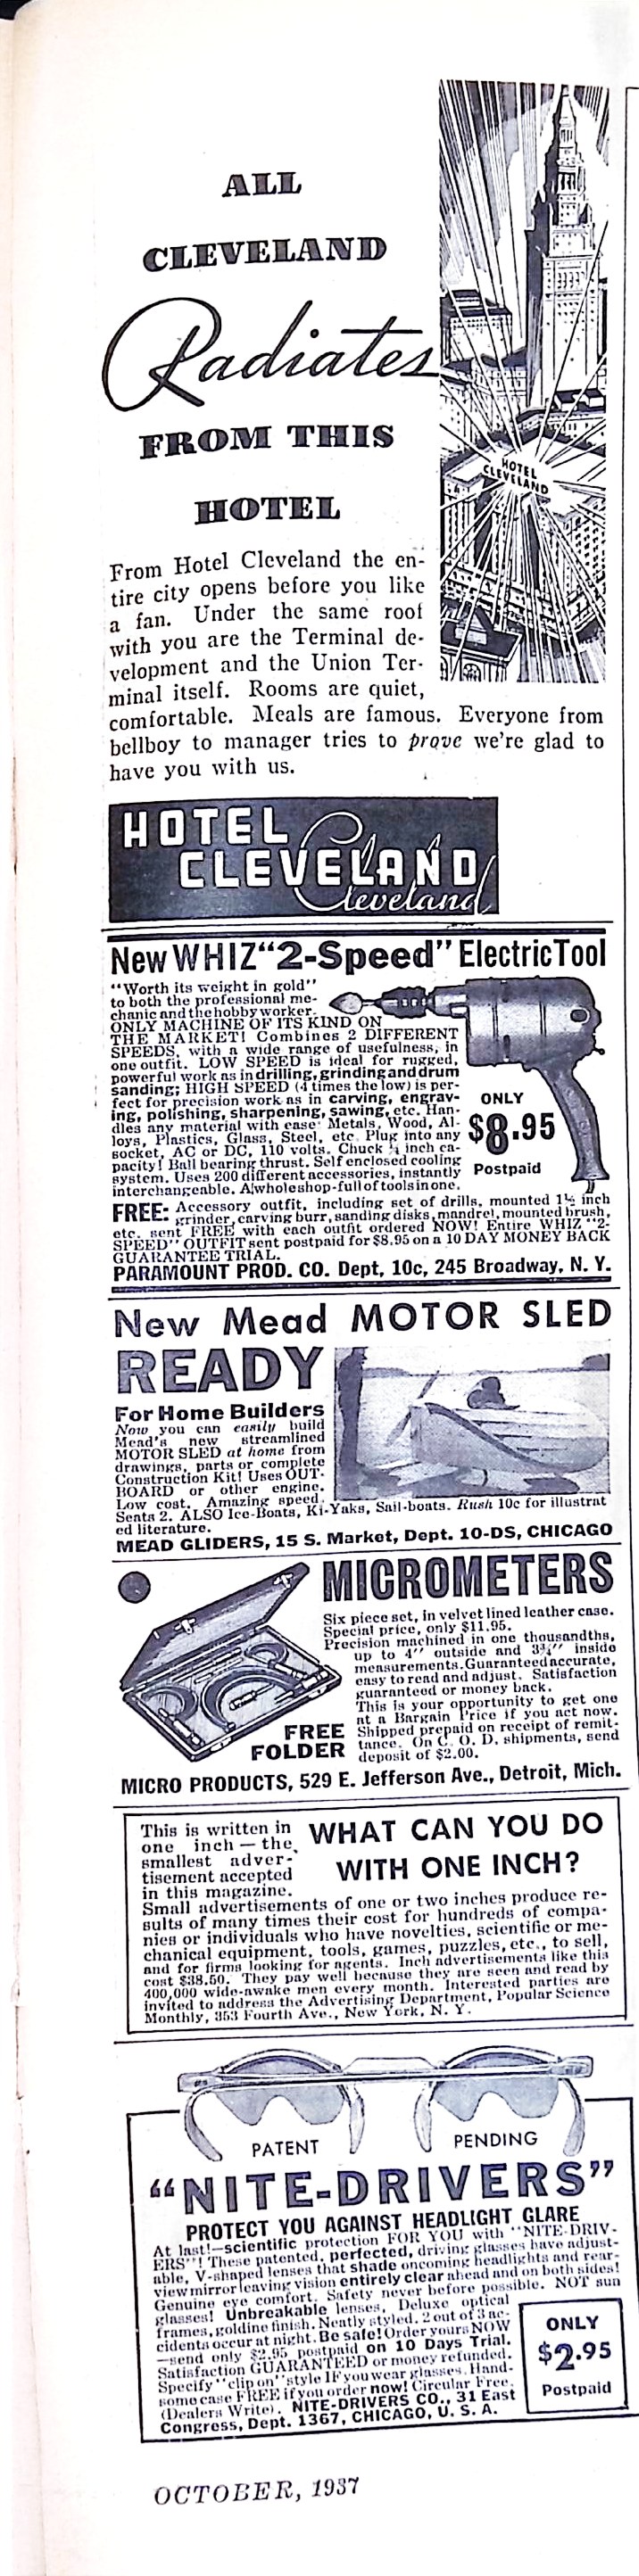 ALL
CLEVELAND
Radiates
FROM THIS
HOTEL
HOTEL
CLEVELAND
From Hotel Cleveland the en-
tire city opens before you like
a fan. Under the same roof
with you are the Terminal de-
velopment and the Union Ter-
minal itself. Rooms are quiet,
comfortable. Meals are famous. Everyone from
bellboy to manager tries to prove we're glad to
have you with us.
HOTEL
CLEVELAND
Cleveland
New WHIZ "2-Speed" Electric Tool
"Worth its weight in gold"
to both the professional me-
chanic and the hobby worker.
ONLY MACHINE OF ITS KIND ON
THE MARKET! Combines 2 DIFFERENT
SPEEDS, with a wide range of usefulness, in
one outfit. LOW SPEED is ideal for rugged,
powerful work as in drilling, grinding and drum
sanding; HIGH SPEED (4 times the low) is per-
fect for precision work as in carving, engrav-
ing, polishing, sharpening, sawing, etc. Han-
dles any material with ease: Metals, Wood, Al-
loys, Plastics, Glass, Steel, etc. Plug into any
socket, AC or DC, 110 volts. Chuck ¼ inch ca-
pacity! Ball bearing thrust. Self enclosed cooling
system. Uses 200 different accessories, instantly
interchangeable. A whole shop-full of tools in one.
ONLY
$8.95
Postpaid
FREE: Accessory outfit, including set of drills, mounted 1½ inch
grinder, carving burr, sanding disks, mandrel, mounted brush,
etc. sent FREE with each outfit ordered NOW! Entire WHIZ "2-
SPEED" OUTFIT sent postpaid for $8.95 on a 10 DAY MONEY BACK
GUARANTEE TRIAL.
PARAMOUNT PROD. CO. Dept, 10c, 245 Broadway, N. Y.
New Mead MOTOR SLED
READY
For Home Builders
Now you can easily build
Mead's new streamlined
MOTOR SLED at home from
drawings, parts or complete
Construction Kit! Uses OUT-
BOARD or other engine.
Low cost. Amazing speed.
Seats 2. ALSO Ice-Boats, Ki-Yaks, Sail-boats. Rush 10c for illustrat
ed literature.
MEAD GLIDERS, 15 S. Market, Dept. 10-DS, CHICAGO
MICROMETERS
Six piece set, in velvet lined leather case.
Special price, only $11.95.
Precision machined in one thousandths,
up to 4" outside and 3¾" inside
measurements. Guaranteed accurate,
easy to read and adjust. Satisfaction
guaranteed or money back.
This is your opportunity to get one
at a Bargain Price if you act now.
Shipped prepaid on receipt of remit-
tance. On C. O. D. shipments, send
deposit of $2.00.
FREE
FOLDER
MICRO PRODUCTS, 529 E. Jefferson Ave., Detroit, Mich.
This is written in
one inch—the
smallest adver-
tisement accepted
in this magazine.
WHAT CAN YOU DO
WITH ONE INCH?
Small advertisements of one or two inches produce re-
sults of many times their cost for hundreds of compa-
nies or individuals who have novelties, scientific or me-
chanical equipment, tools, games, puzzles, etc., to sell,
and for firms looking for agents. Inch advertisements like this
cost $38.50. They pay well because they are seen and read by
400,000 wide-awake men every month. Interested parties are
invited to address the Advertising Department, Popular Science
Monthly, 353 Fourth Ave., New York, N. Y.
PATENT PENDING
"NITE-DRIVERS"
PROTECT YOU AGAINST HEADLIGHT GLARE
At last!—scientific protection FOR YOU with "NITE-DRIV-
ERS"! These patented, perfected, driving glasses have adjust-
able, V-shaped lenses that shade oncoming headlights and rear-
view mirror leaving vision entirely clear ahead and on both sides!
Genuine eye comfort. Safety never before possible. NOT sun
glasses! Unbreakable lenses, Deluxe optical
frames, goldine finish. Neatly styled. 2 out of 3 ac-
cidents occur at night. Be safe! Order yours NOW
—send only $2.95 postpaid on 10 Days Trial.
Satisfaction GUARANTEED or money refunded.
Specify "clip on" style IF you wear glasses. Hand-
some case FREE if you order now! Circular Free.
(Dealers Write). NITE-DRIVERS CO., 31 East
Congress, Dept. 1367, CHICAGO, U. S. A.
ONLY
$2.95
Postpaid
OCTOBER, 1937